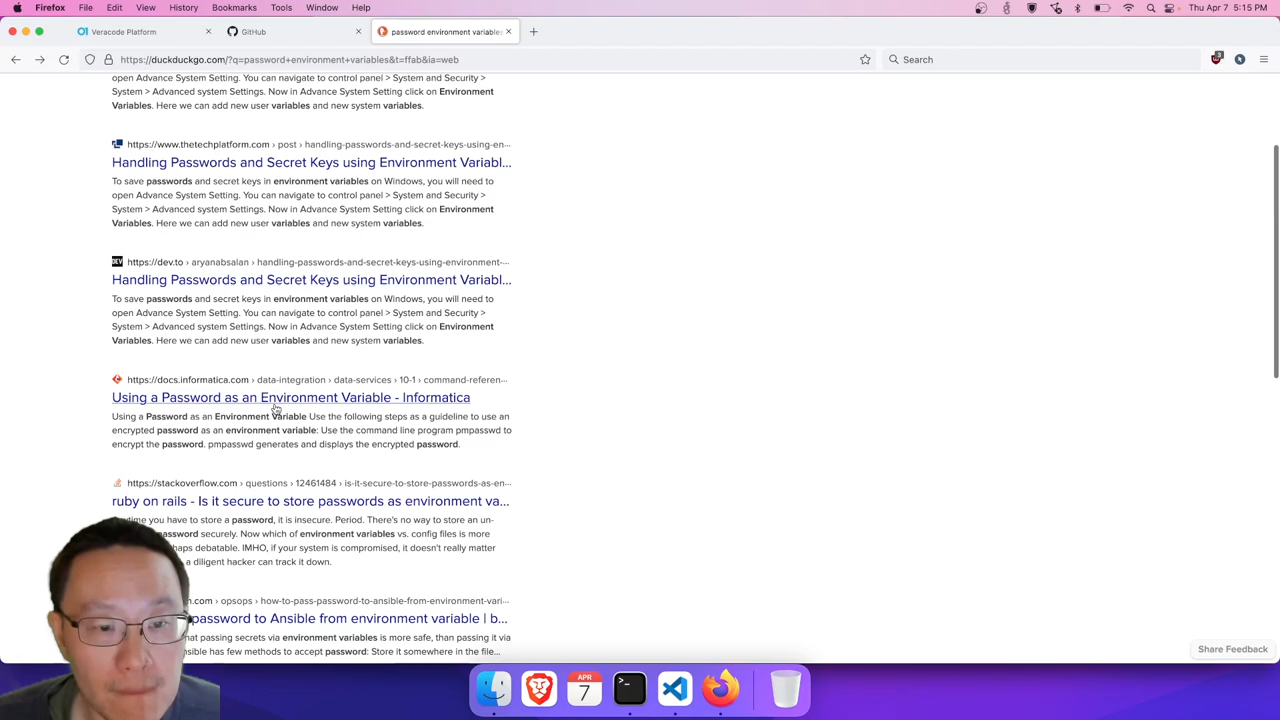 Firefox File Edit View History Bookmarks Tools Window Help Thu Apr 7 5:15 PM
Veracode Platform GitHub password environment variables
https://duckduckgo.com/?q=password+environment+variables&t=ffab&ia=web Search 3
open Advance System Setting. You can navigate to control panel > System and Security >
System > Advanced system Settings. Now in Advance System Setting click on Environment
Variables. Here we can add new user variables and new system variables.
https://www.thetechplatform.com › post › handling-passwords-and-secret-keys-using-en...
Handling Passwords and Secret Keys using Environment Variabl...
To save passwords and secret keys in environment variables on Windows, you will need to
open Advance System Setting. You can navigate to control panel > System and Security >
System > Advanced system Settings. Now in Advance System Setting click on Environment
Variables. Here we can add new user variables and new system variables.
DEV https://dev.to › aryanabsalan › handling-passwords-and-secret-keys-using-environment-...
Handling Passwords and Secret Keys using Environment Variabl...
To save passwords and secret keys in environment variables on Windows, you will need to
open Advance System Setting. You can navigate to control panel > System and Security >
System > Advanced system Settings. Now in Advance System Setting click on Environment
Variables. Here we can add new user variables and new system variables.
https://docs.informatica.com › data-integration › data-services › 10-1 › command-referen...
Using a Password as an Environment Variable - Informatica
Using a Password as an Environment Variable Use the following steps as a guideline to use an
encrypted password as an environment variable: Use the command line program pmpasswd to
encrypt the password. pmpasswd generates and displays the encrypted password.
https://stackoverflow.com › questions › 12461484 › is-it-secure-to-store-passwords-as-en...
ruby on rails - Is it secure to store passwords as environment va...
time you have to store a password, it is insecure. Period. There's no way to store an un-
password securely. Now which of environment variables vs. config files is more
perhaps debatable. IMHO, if your system is compromised, it doesn't really matter
a diligent hacker can track it down.
.com › opsops › how-to-pass-password-to-ansible-from-environment-vari...
password to Ansible from environment variable | b...
that passing secrets via environment variables is more safe, than passing it via
has few methods to accept password: Store it somewhere in the file...
Share Feedback
APR
7